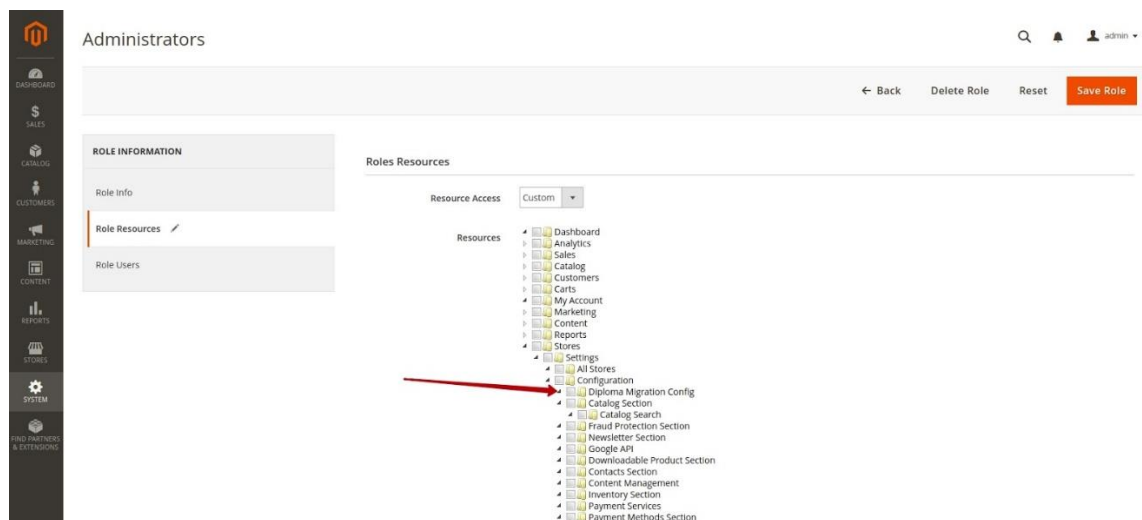 Administrators
admin
← Back Delete Role Reset Save Role
DASHBOARD
SALES
CATALOG
CUSTOMERS
MARKETING
CONTENT
REPORTS
STORES
SYSTEM
FIND PARTNERS
& EXTENSIONS
ROLE INFORMATION
Role Info
Role Resources
Role Users
Roles Resources
Resource Access Custom
Resources
Dashboard
Analytics
Sales
Catalog
Customers
Carts
My Account
Marketing
Content
Reports
Stores
Settings
All Stores
Configuration
Diploma Migration Config
Catalog Section
Catalog Search
Fraud Protection Section
Newsletter Section
Google API
Downloadable Product Section
Contacts Section
Content Management
Inventory Section
Payment Services
Payment Methods Section